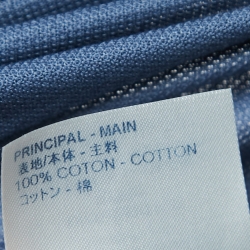 PRINCIPAL - MAIN
表地/本体 - 主料
100% COTON - COTTON
コットン - 棉